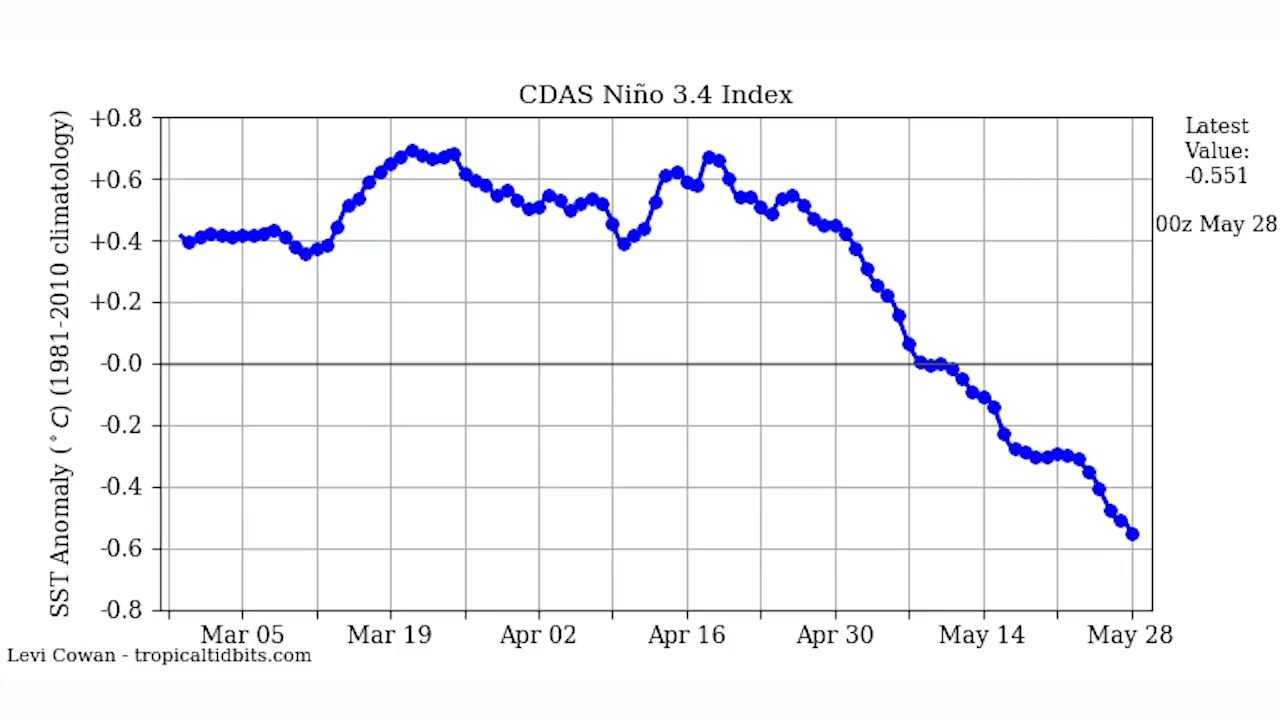 CDAS Niño 3.4 Index
SST Anomaly (°C) (1981-2010 climatology)
+0.8
+0.6
+0.4
+0.2
-0.0
-0.2
-0.4
-0.6
-0.8
Mar 05
Mar 19
Apr 02
Apr 16
Apr 30
May 14
May 28
Latest
Value:
-0.551
00z May 28
Levi Cowan - tropicaltidbits.com